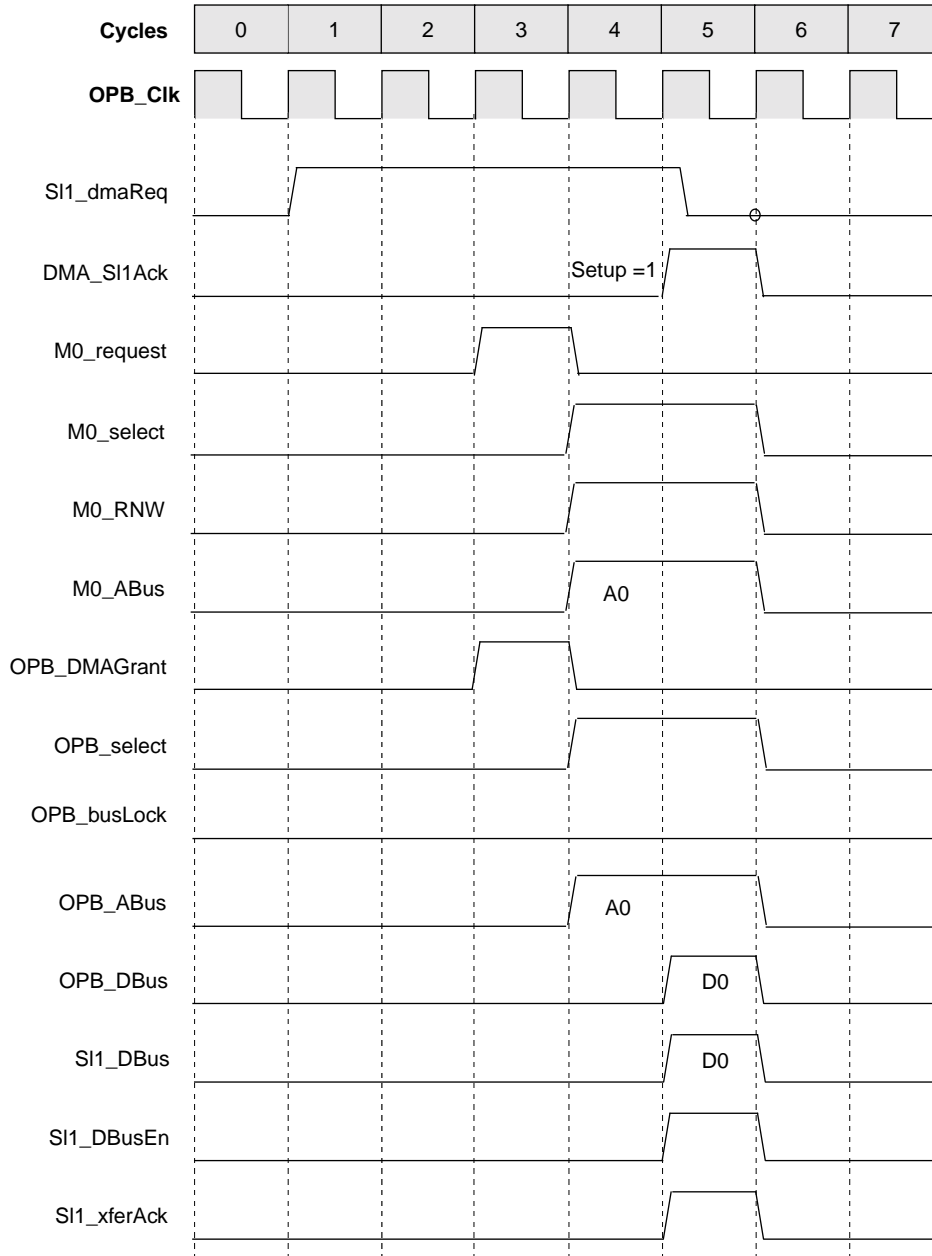 Cycles 0 1 2 3 4 5 6 7
OPB_Clk
Sl1_dmaReq
DMA_Sl1Ack Setup =1
M0_request
M0_select
M0_RNW
M0_ABus A0
OPB_DMAGrant
OPB_select
OPB_busLock
OPB_ABus A0
OPB_DBus D0
Sl1_DBus D0
Sl1_DBusEn
Sl1_xferAck